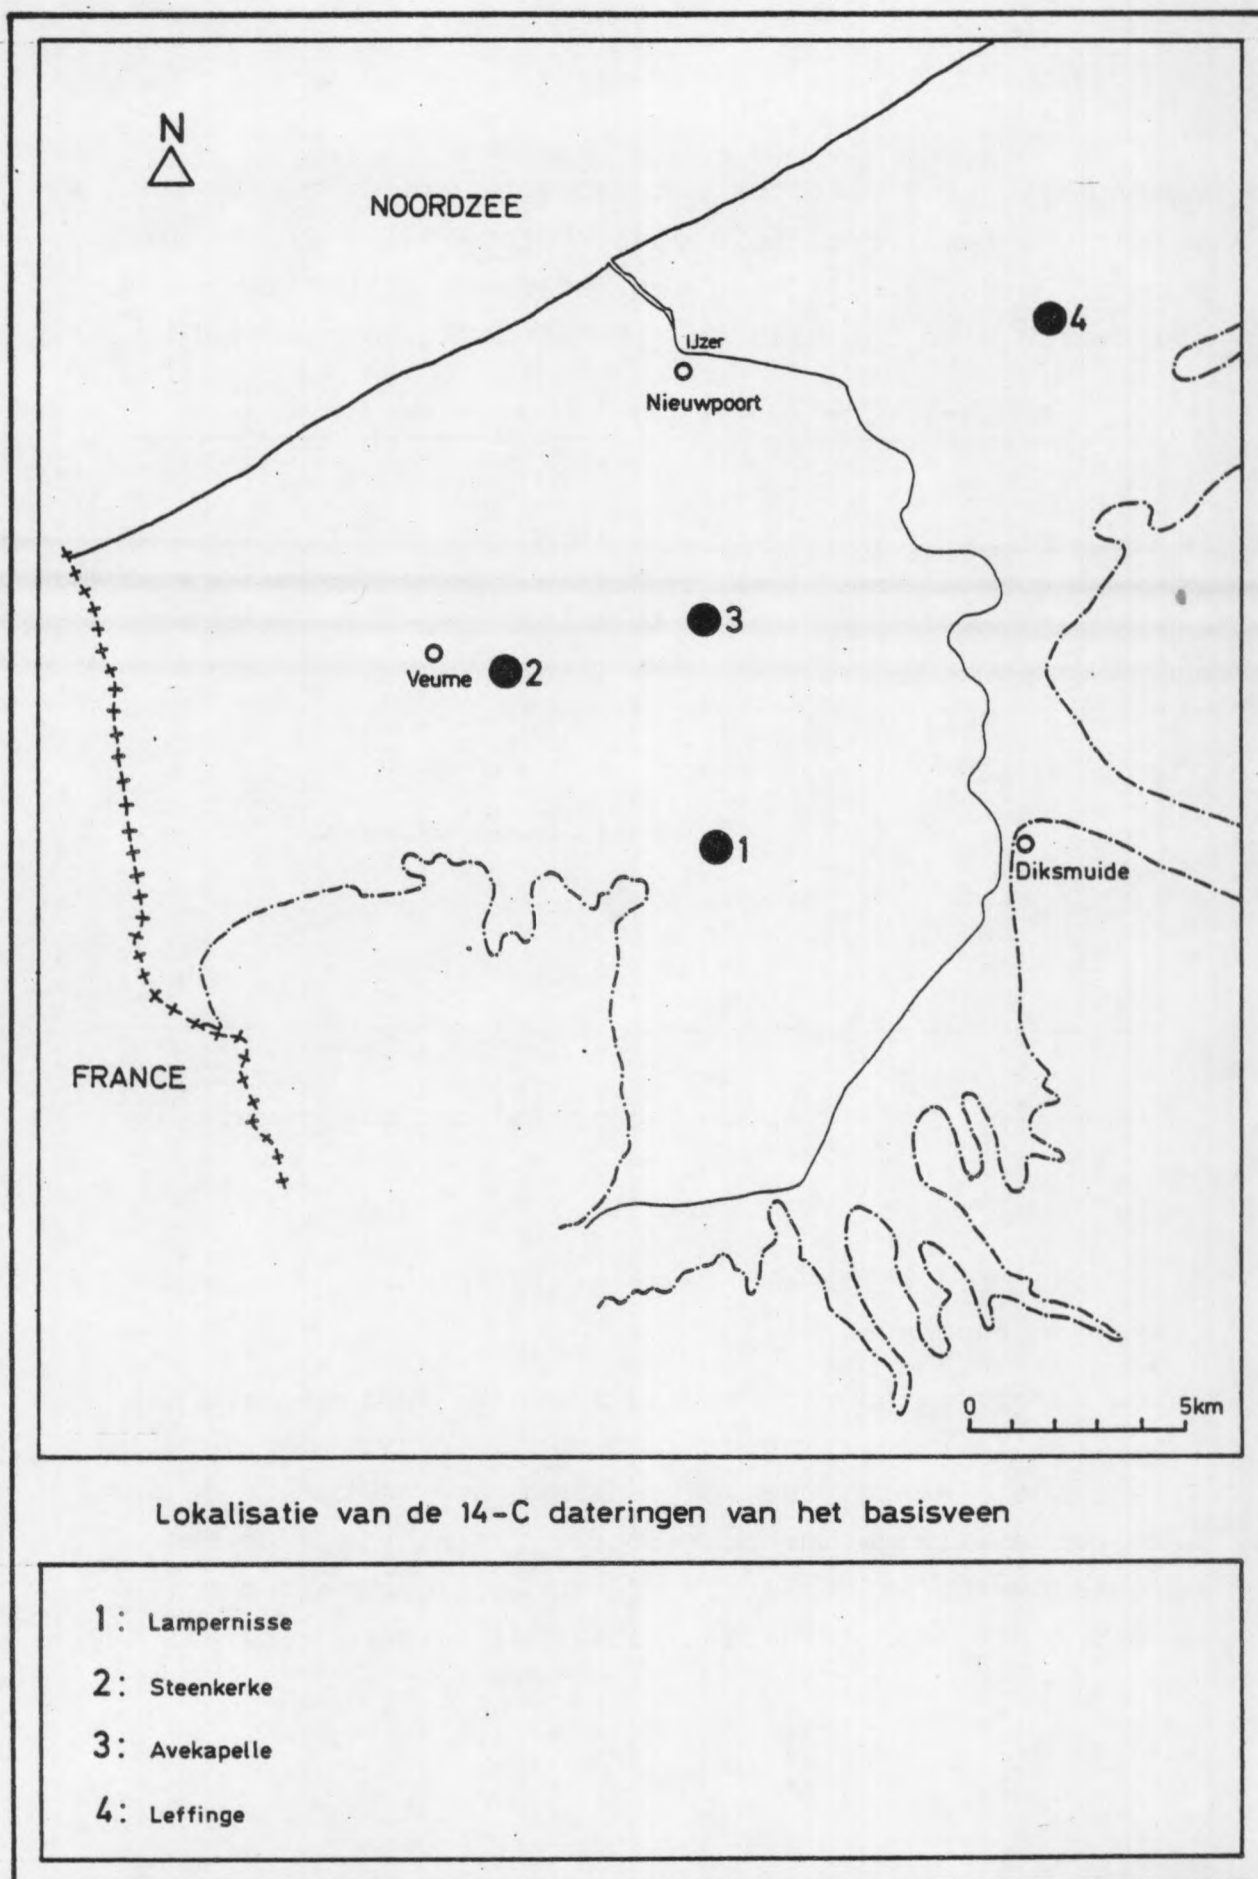 N
NOORDZEE
4
IJzer
Nieuwpoort
3
Veurne
2
1
Diksmuide
FRANCE
0 5km
Lokalisatie van de 14-C dateringen van het basisveen
1: Lampernisse
2: Steenkerke
3: Avekapelle
4: Leffinge